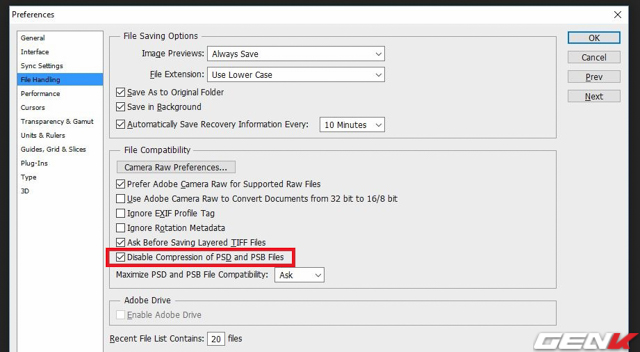 Preferences
General
Interface
Sync Settings
File Handling
Performance
Cursors
Transparency & Gamut
Units & Rulers
Guides, Grid & Slices
Plug-Ins
Type
3D
File Saving Options
Image Previews: Always Save
File Extension: Use Lower Case
Save As to Original Folder
Save in Background
Automatically Save Recovery Information Every: 10 Minutes
File Compatibility
Camera Raw Preferences...
Prefer Adobe Camera Raw for Supported Raw Files
Use Adobe Camera Raw to Convert Documents from 32 bit to 16/8 bit
Ignore EXIF Profile Tag
Ignore Rotation Metadata
Ask Before Saving Layered TIFF Files
Disable Compression of PSD and PSB Files
Maximize PSD and PSB File Compatibility: Ask
Adobe Drive
Enable Adobe Drive
Recent File List Contains: 20 files
OK
Cancel
Prev
Next
GENK